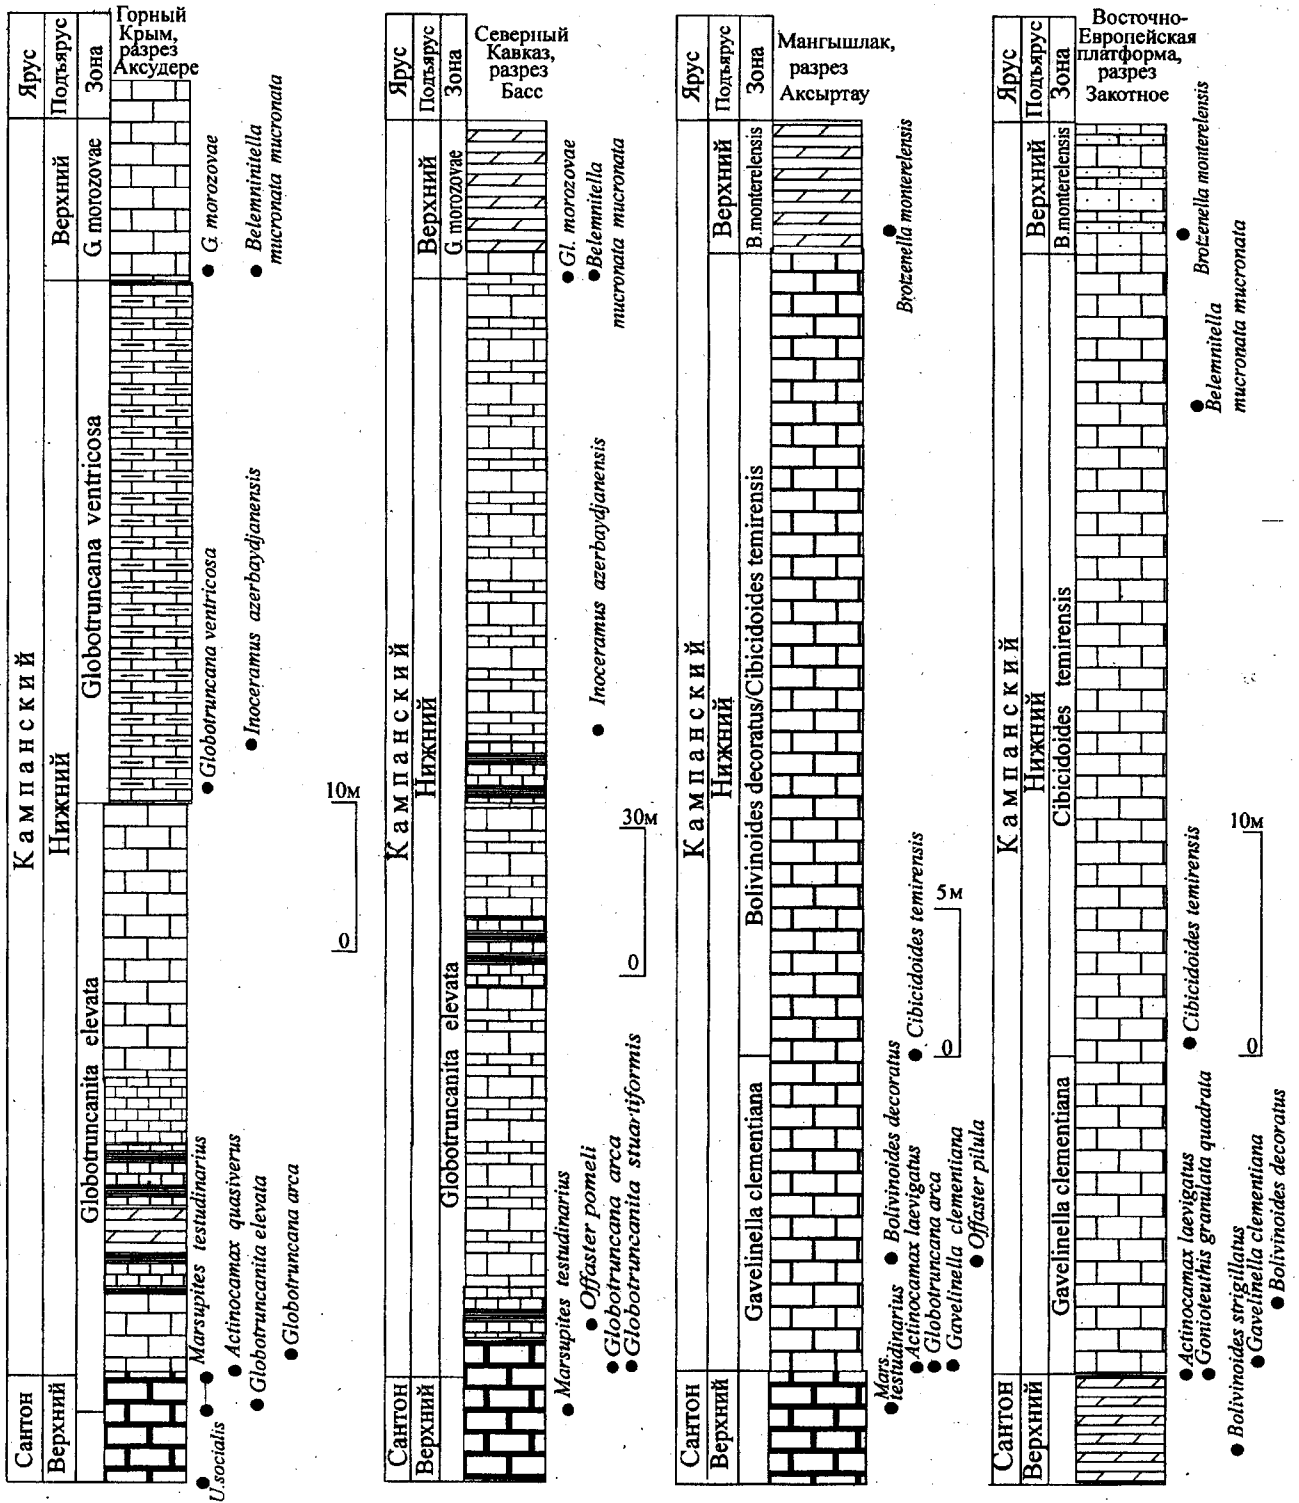 Ярус
Подъярус
Зона
Горный
Крым,
разрез
Аксудере
Кампанский
Верхний
G. morozovae
Нижний
Globotruncana ventricosa
Globotruncanita elevata
Сантон
Верхний
G. morozovae
Belemninitella
mucronata mucronata
Globotruncana ventricosa
Inoceramus azerbaydjanensis
10м
0
Marsupites testudinarius
Actinocamax quasiverus
Globotruncanita elevata
Globotruncana arca
U.socialis
Ярус
Подъярус
Зона
Северный
Кавказ,
разрез
Басс
Кампанский
Верхний
G. morozovae
Нижний
Globotruncanita elevata
Сантон
Верхний
Gl. morozovae
Belemnitella
mucronata mucronata
Inoceramus azerbaydjanensis
30м
0
Marsupites testudinarius
Offaster pomeli
Globotruncana arca
Globotruncanita stuartiformis
Ярус
Подъярус
Зона
Мангышлак,
разрез
Аксыртау
Кампанский
Верхний
B.monterelensis
Нижний
Bolivinoides decoratus/Cibicidoides temirensis
Gavelinella clementiana
Сантон
Верхний
Brotzenella monterelensis
Cibicidoides temirensis
5м
0
Mars.
testudinarius
Bolivinoides decoratus
Actinocamax laevigatus
Globotruncana arca
Gavelinella clementiana
Offaster pilula
Ярус
Подъярус
Зона
Восточно-
Европейская
платформа,
разрез
Закотное
Кампанский
Верхний
B.monterelensis
Нижний
Cibicidoides temirensis
Gavelinella clementiana
Сантон
Верхний
Brotzenella monterelensis
Belemnitella
mucronata mucronata
Cibicidoides temirensis
10м
0
Actinocamax laevigatus
Gonioteuthis granulata quadrata
Bolivinoides strigillatus
Gavelinella clementiana
Bolivinoides decoratus